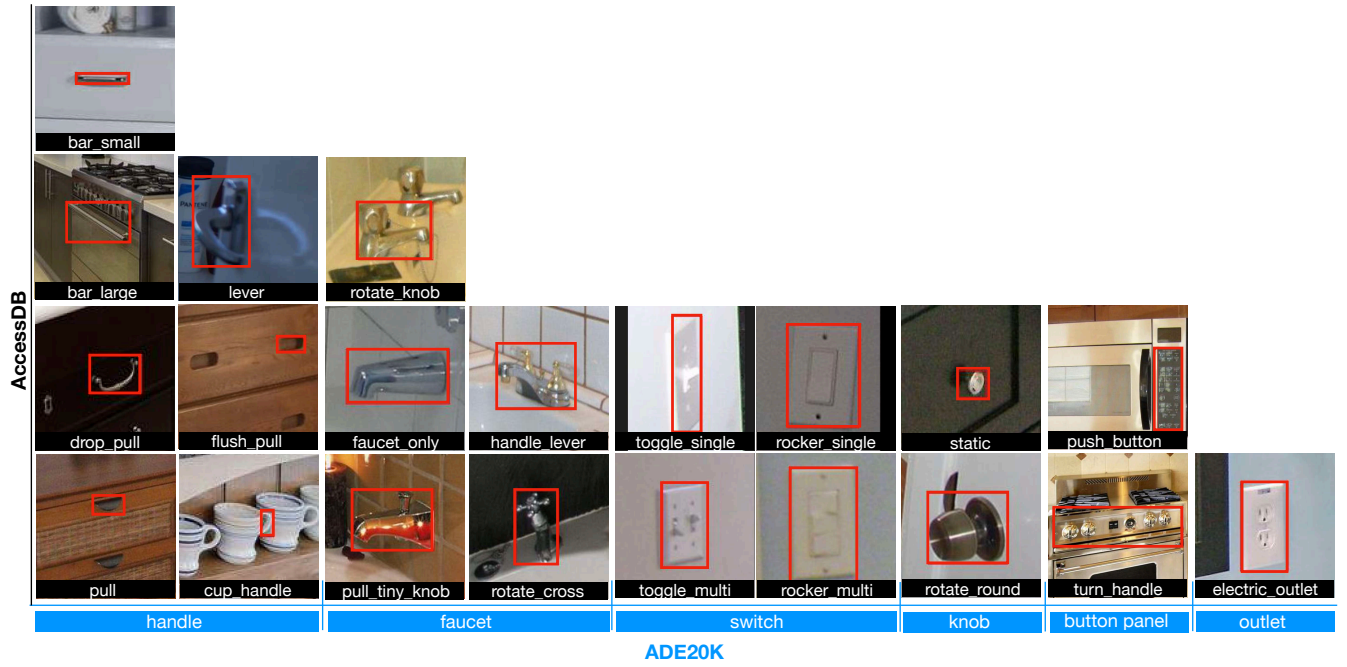 bar_small
bar_large
lever
rotate_knob
AccessDB
drop_pull
flush_pull
faucet_only
handle_lever
toggle_single
rocker_single
static
push_button
pull
cup_handle
pull_tiny_knob
rotate_cross
toggle_multi
rocker_multi
rotate_round
turn_handle
electric_outlet
handle
faucet
switch
knob
button panel
outlet
ADE20K